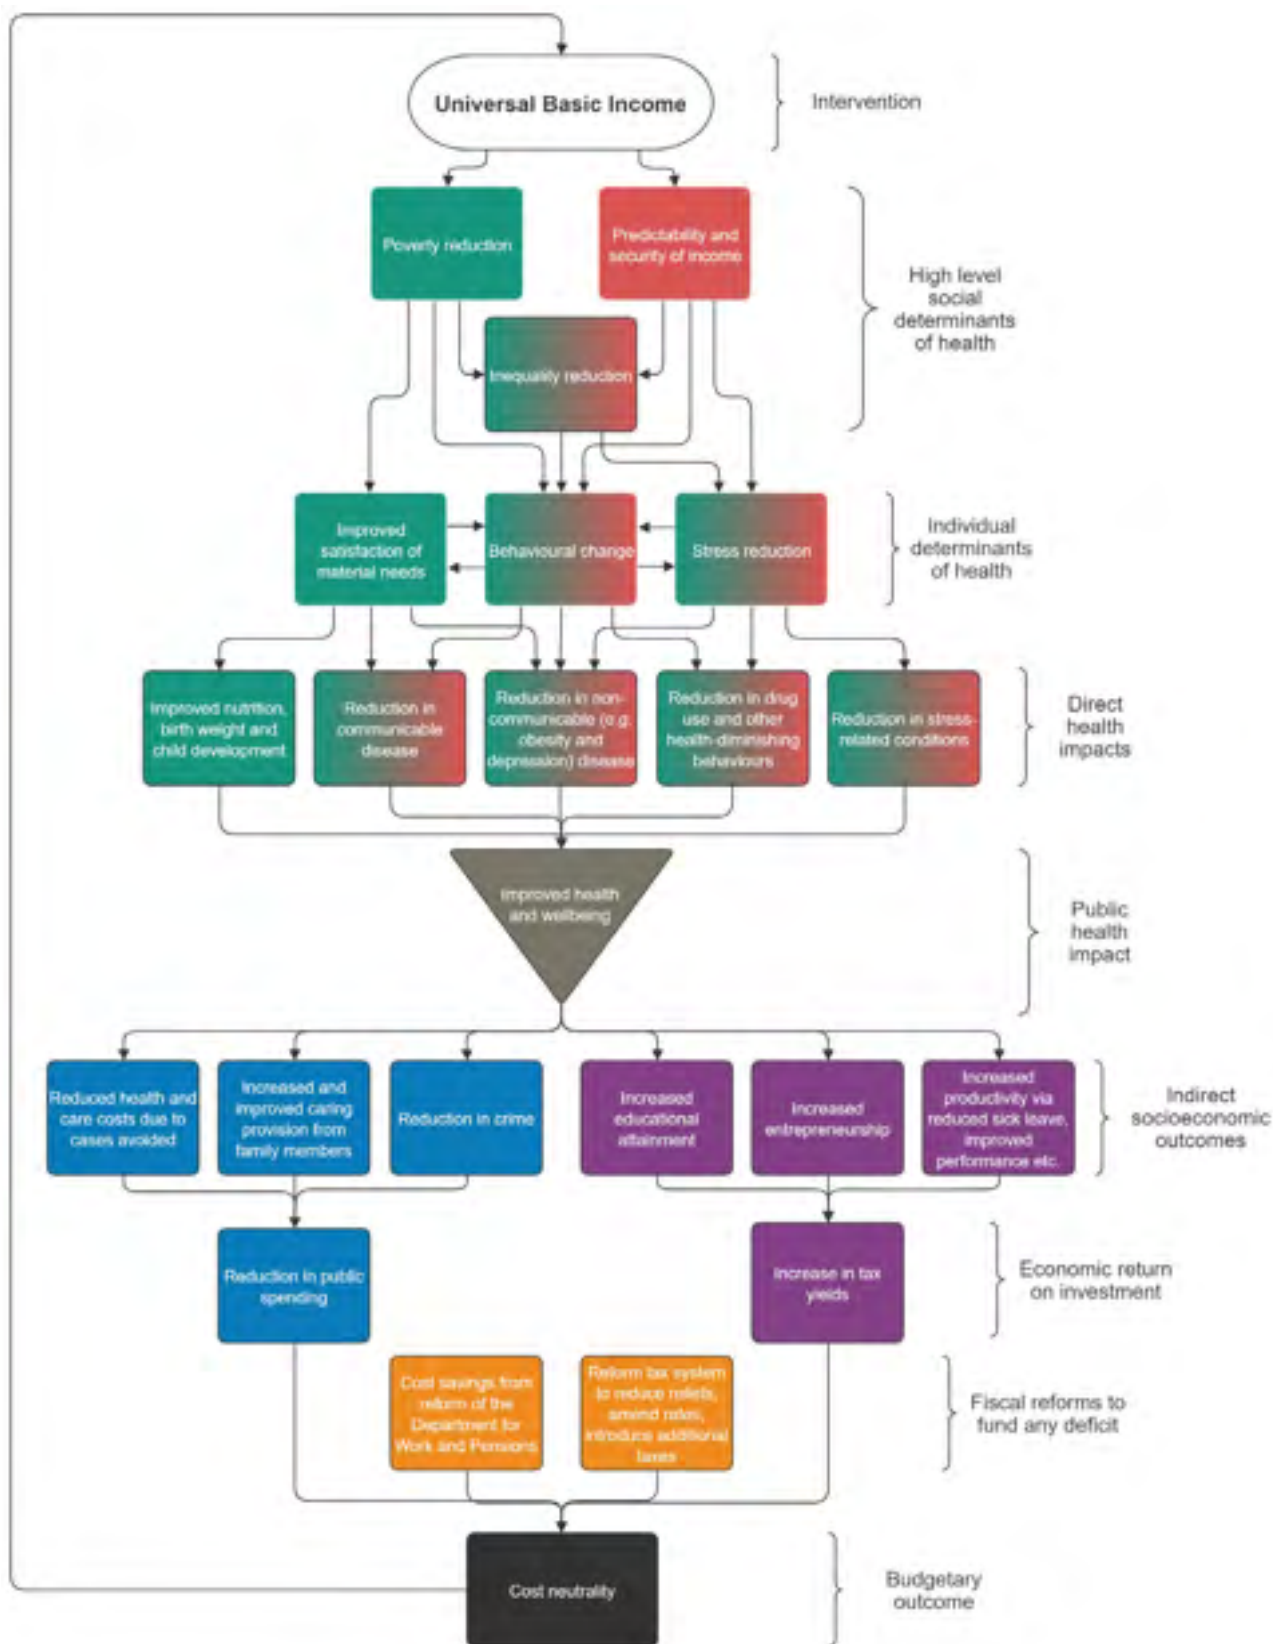 Universal Basic Income
Intervention
Poverty reduction
Predictability and
security of income
High level
social
determinants
of health
Inequality reduction
Improved
satisfaction of
material needs
Behavioural change
Stress reduction
Individual
determinants
of health
Improved nutrition,
birth weight and
child development
Reduction in
communicable
disease
Reduction in non-
communicable (e.g.
obesity and
depression) disease
Reduction in drug
use and other
health-diminishing
behaviours
Reduction in stress-
related conditions
Direct
health
impacts
Improved health
and wellbeing
Public
health
impact
Reduced health and
care costs due to
cases avoided
Increased and
improved caring
provision from
family members
Reduction in crime
Increased
educational
attainment
Increased
entrepreneurship
Increased
productivity via
reduced sick leave,
improved
performance etc.
Indirect
socioeconomic
outcomes
Reduction in public
spending
Increase in tax
yields
Economic return
on investment
Cost savings from
reform of the
Department for
Work and Pensions
Reform tax system
to reduce reliefs,
amend rates,
introduce additional
taxes
Fiscal reforms to
fund any deficit
Cost neutrality
Budgetary
outcome